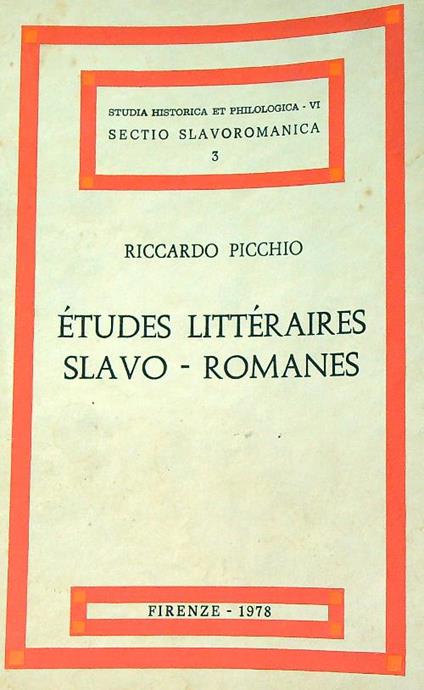 STUDIA HISTORICA ET PHILOLOGICA - VI
SECTIO SLAVOROMANICA
3
RICCARDO PICCHIO
ÉTUDES LITTÉRAIRES
SLAVO - ROMANES
FIRENZE - 1978